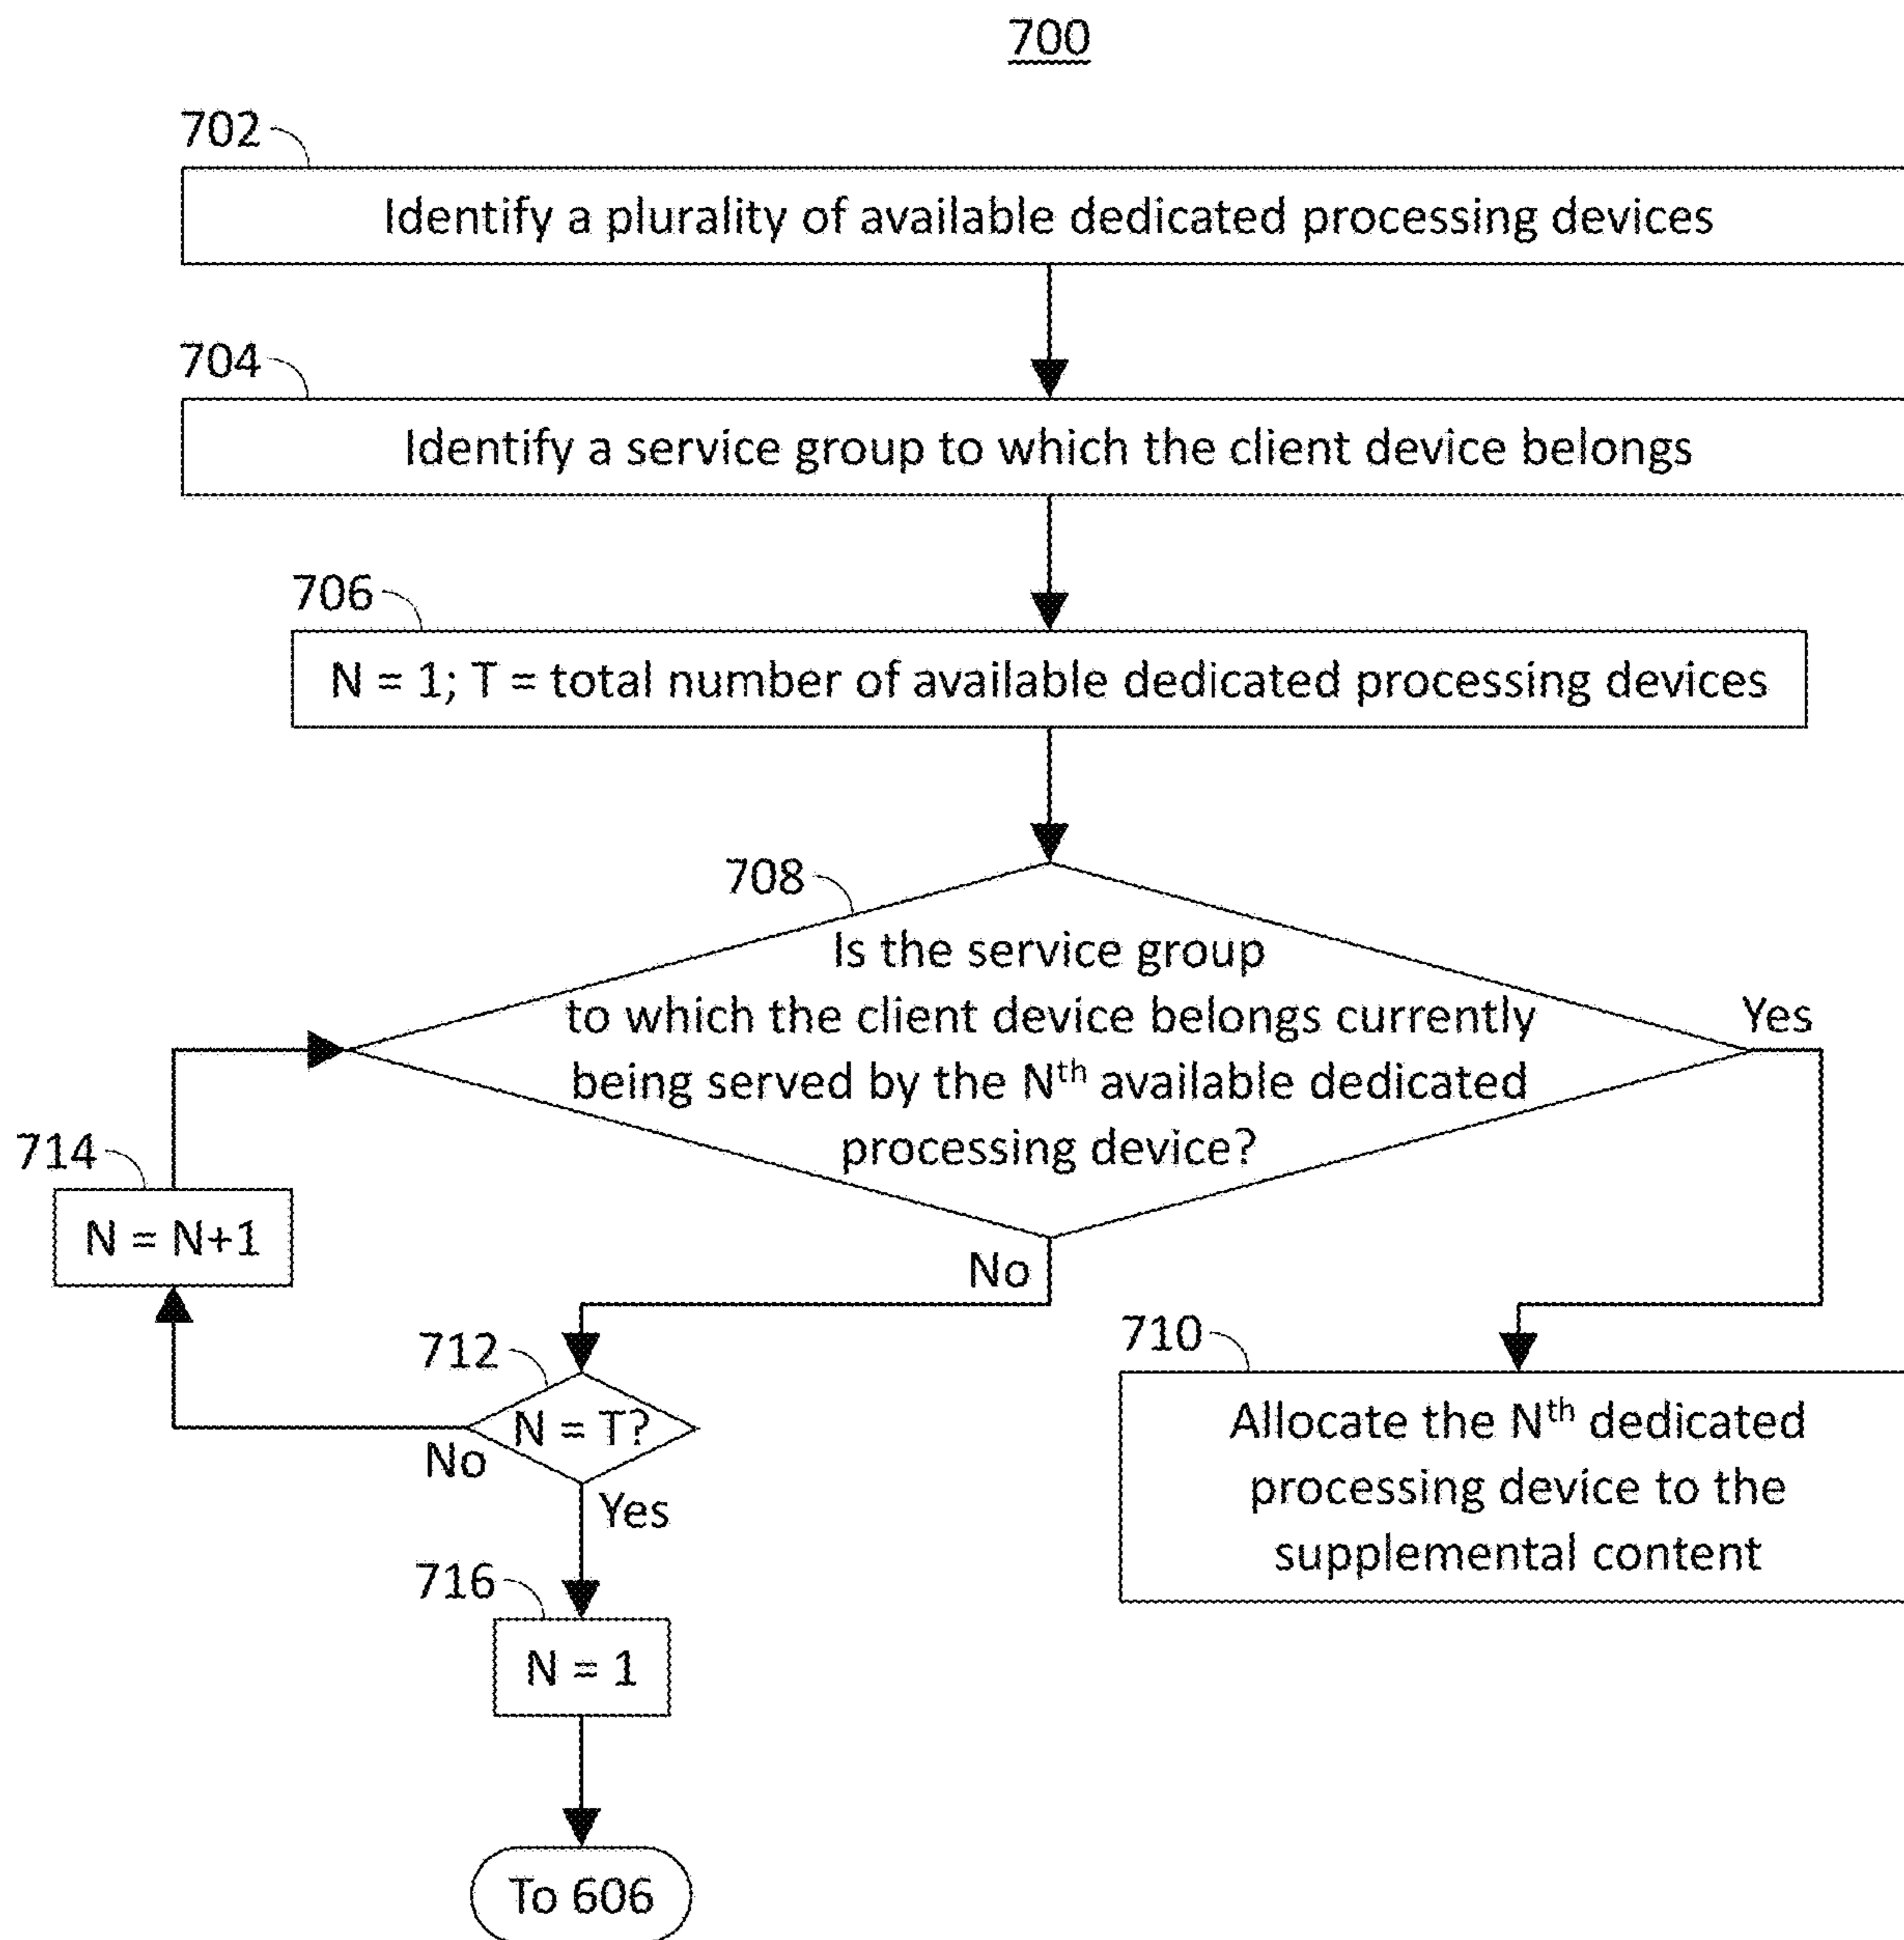 700
702
Identify a plurality of available dedicated processing devices
704
Identify a service group to which the client device belongs
706
N = 1; T = total number of available dedicated processing devices
708
Is the service group
to which the client device belongs currently
being served by the Nth available dedicated
processing device?
Yes
714
N = N+1
No
712
N = T?
No
Yes
710
Allocate the Nth dedicated
processing device to the
supplemental content
716
N = 1
To 606